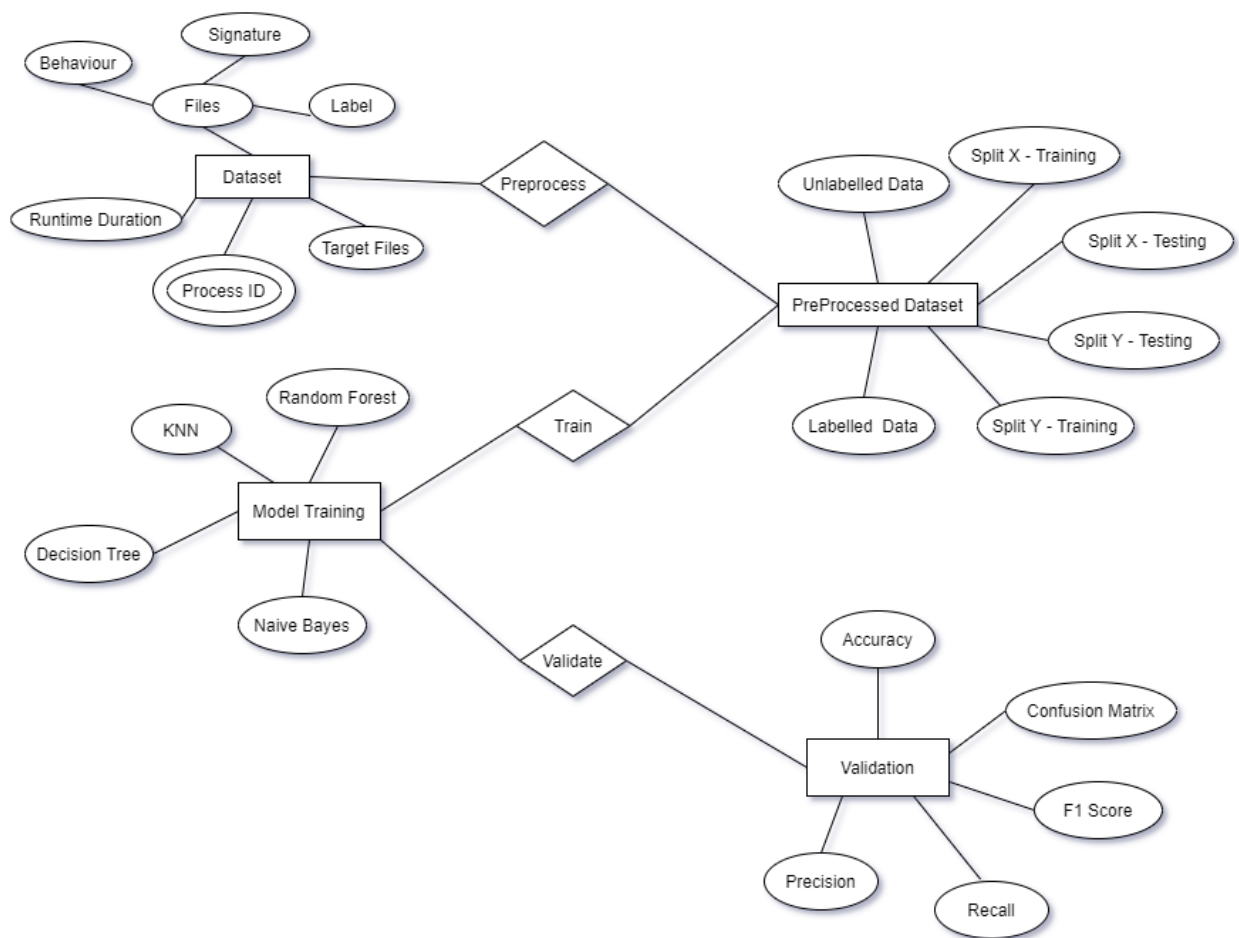 Signature
Behaviour
Files
Label
Dataset
Preprocess
Runtime Duration
Target Files
Process ID
Split X - Training
Unlabelled Data
Split X - Testing
PreProcessed Dataset
Split Y - Testing
Labelled  Data
Split Y - Training
Random Forest
KNN
Train
Model Training
Decision Tree
Naive Bayes
Validate
Accuracy
Confusion Matrix
Validation
F1 Score
Precision
Recall